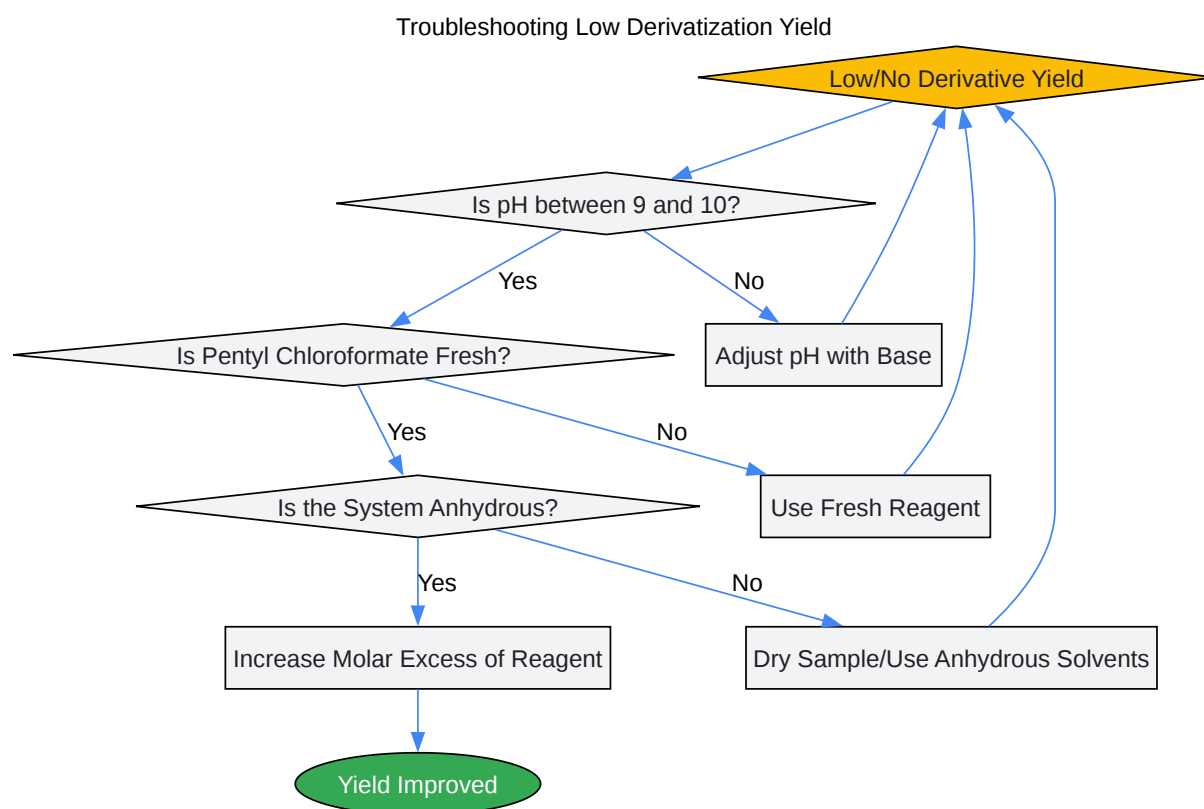 Troubleshooting Low Derivatization Yield
Low/No Derivative Yield
Is pH between 9 and 10?
Yes
No
Is Pentyl Chloroformate Fresh?
Adjust pH with Base
Yes
No
Is the System Anhydrous?
Use Fresh Reagent
Yes
No
Increase Molar Excess of Reagent
Dry Sample/Use Anhydrous Solvents
Yield Improved